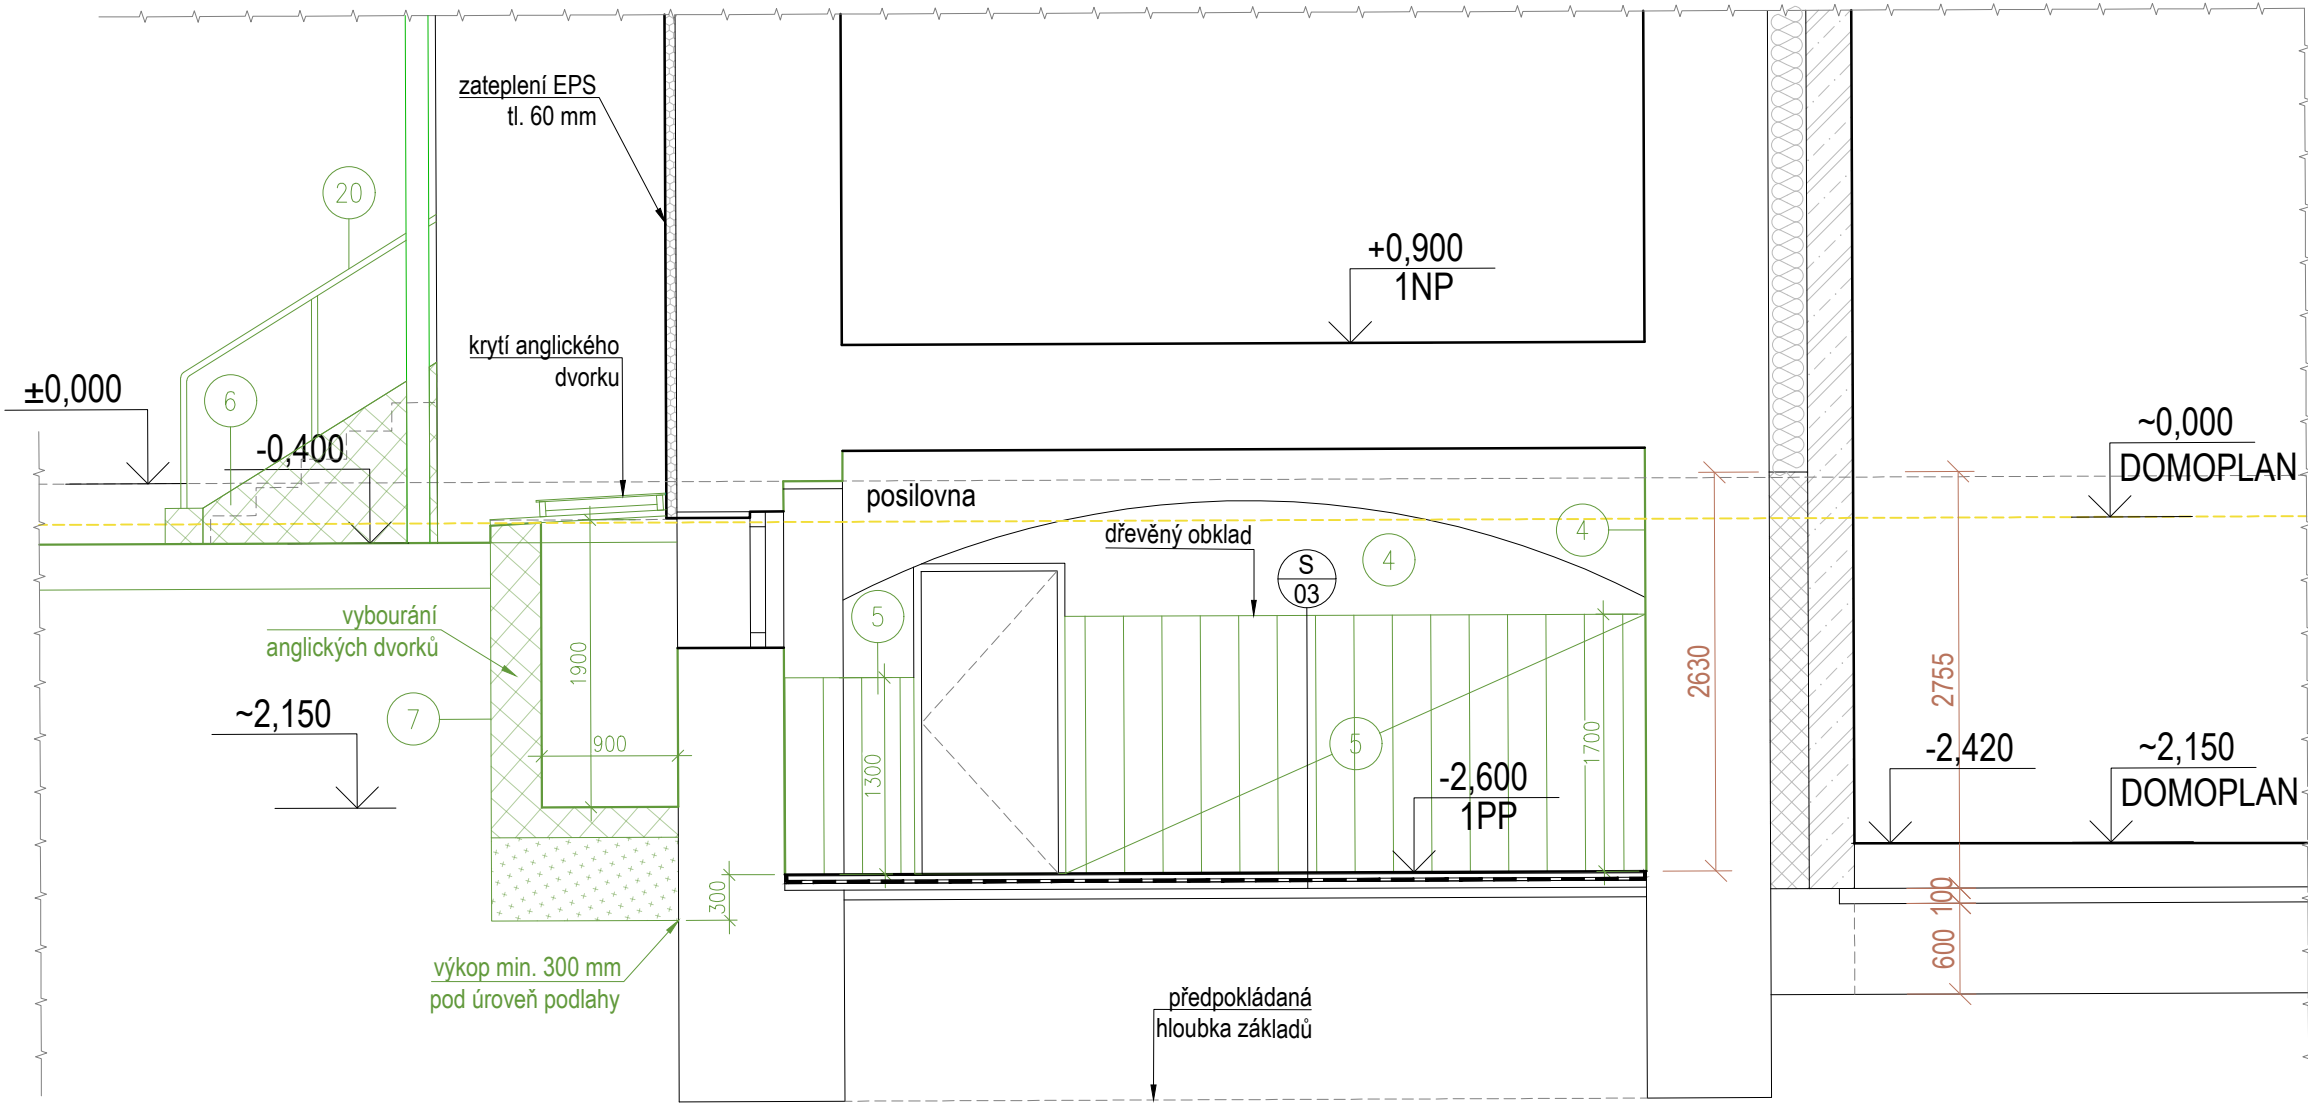 zateplení EPS
tl. 60 mm
20
+0,900
1NP
krytí anglického
dvorku
±0,000
6
-0,400
~0,000
DOMOPLAN
posilovna
dřevěný obklad
4
4
S
03
5
vybourání
anglických dvorků
1900
2630
2755
7
~2,150
900
1300
5
1700
-2,600
1PP
-2,420
~2,150
DOMOPLAN
300
100
600
výkop min. 300 mm
pod úroveň podlahy
předpokládaná
hloubka základů